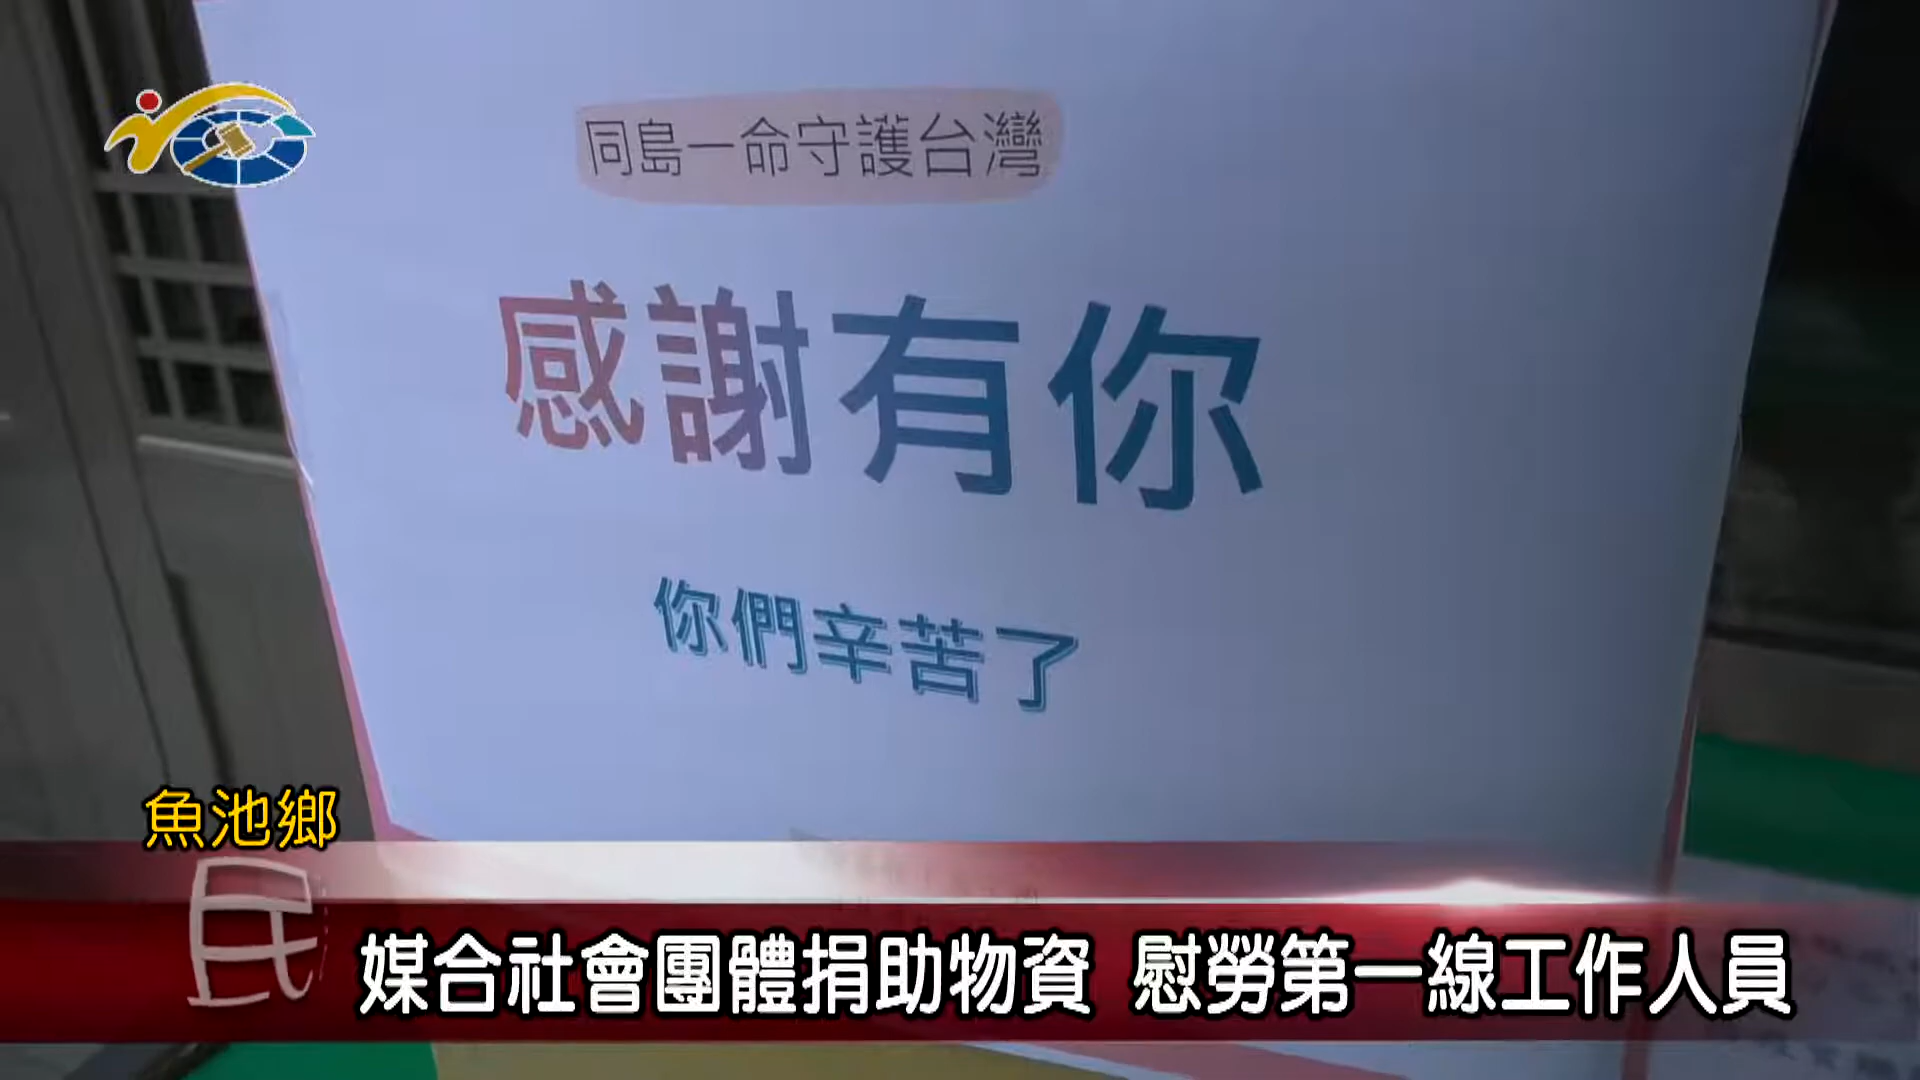 同島一命守護台灣
感謝有你
你們辛苦了
魚池鄉
民
媒合社會團體捐助物資 慰勞第一線工作人員